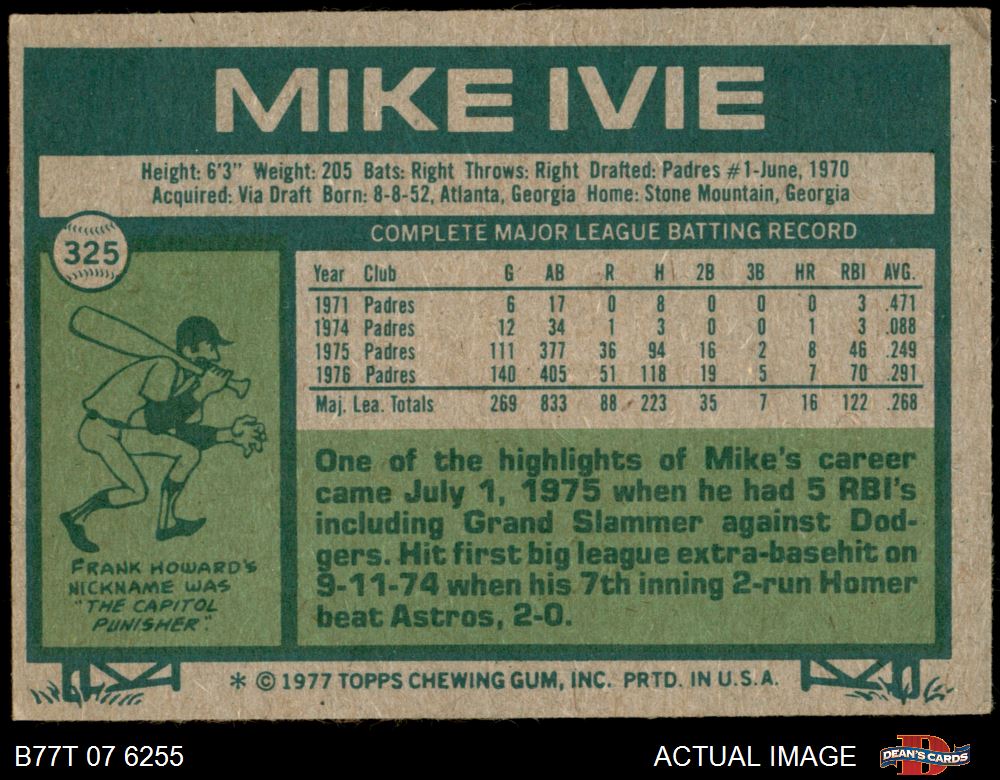 MIKE IVIE
Height: 6'3" Weight: 205 Bats: Right Throws: Right Drafted: Padres #1-June, 1970
Acquired: Via Draft Born: 8-8-52, Atlanta, Georgia Home: Stone Mountain, Georgia
325
COMPLETE MAJOR LEAGUE BATTING RECORD
Year Club G AB R H 2B 3B HR RBI AVG.
1971 Padres 6 17 0 8 0 0 0 3 .471
1974 Padres 12 34 1 3 0 0 1 3 .088
1975 Padres 111 377 36 94 16 2 8 46 .249
1976 Padres 140 405 51 118 19 5 7 70 .291
Maj. Lea. Totals 269 833 88 223 35 7 16 122 .268
One of the highlights of Mike's career
came July 1, 1975 when he had 5 RBI's
including Grand Slammer against Dod-
gers. Hit first big league extra-basehit on
9-11-74 when his 7th inning 2-run Homer
beat Astros, 2-0.
FRANK HOWARD'S
NICKNAME WAS
"THE CAPITOL
PUNISHER".
* © 1977 TOPPS CHEWING GUM, INC. PRTD. IN U.S.A.
B77T 07 6255
ACTUAL IMAGE
DEAN'S CARDS